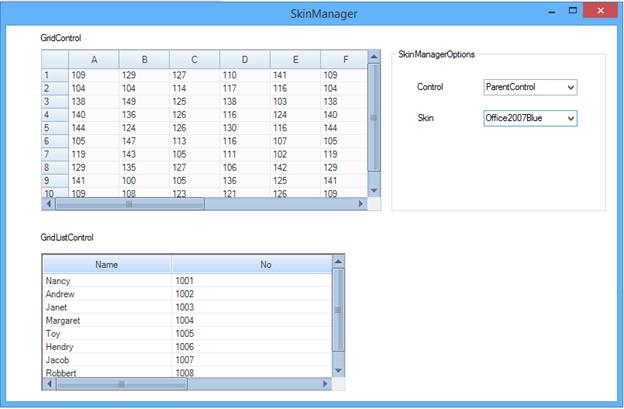 SkinManager
GridControl
A B C D E F
1 109 129 127 110 141 109
2 104 104 114 117 116 104
3 138 149 125 138 103 138
4 140 136 126 116 124 140
5 144 124 126 130 116 144
6 105 147 113 116 107 105
7 119 143 105 111 102 119
8 129 135 127 106 142 129
9 141 100 105 136 125 141
10 109 108 123 121 126 109
SkinManagerOptions
Control ParentControl
Skin Office2007Blue
GridListControl
Name No
Nancy 1001
Andrew 1002
Janet 1003
Margaret 1004
Toy 1005
Hendry 1006
Jacob 1007
Robbert 1008